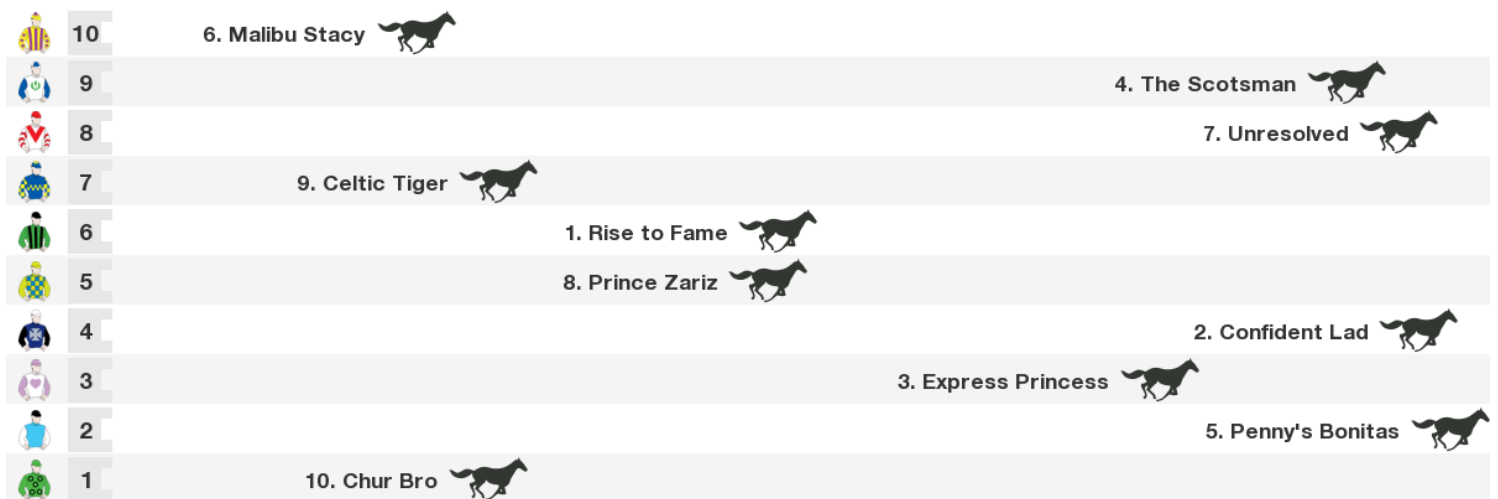 10 6. Malibu Stacy
9 4. The Scotsman
8 7. Unresolved
7 9. Celtic Tiger
6 1. Rise to Fame
5 8. Prince Zariz
4 2. Confident Lad
3 3. Express Princess
2 5. Penny's Bonitas
1 10. Chur Bro